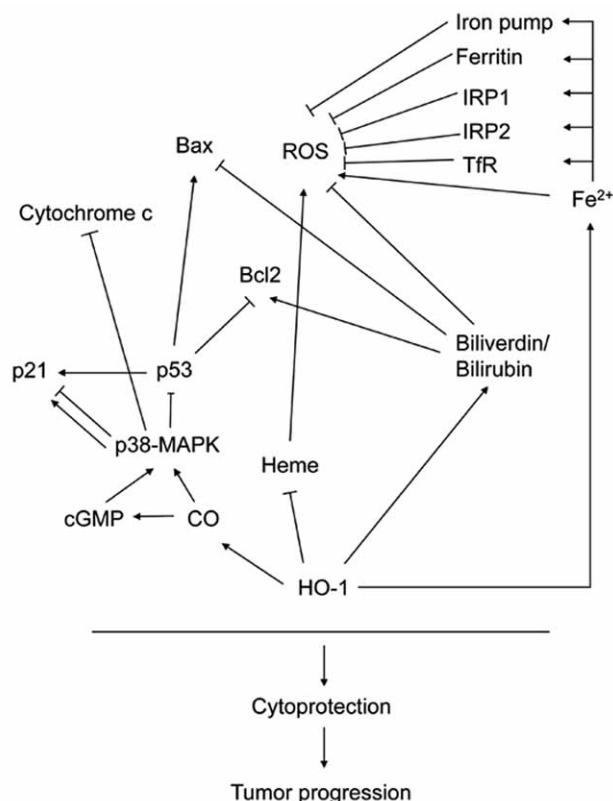 Iron pump
Ferritin
IRP1
IRP2
TfR
Fe²⁺
ROS
Bax
Cytochrome c
Bcl2
Biliverdin/
Bilirubin
p21
p53
p38-MAPK
Heme
cGMP
CO
HO-1
Cytoprotection
Tumor progression